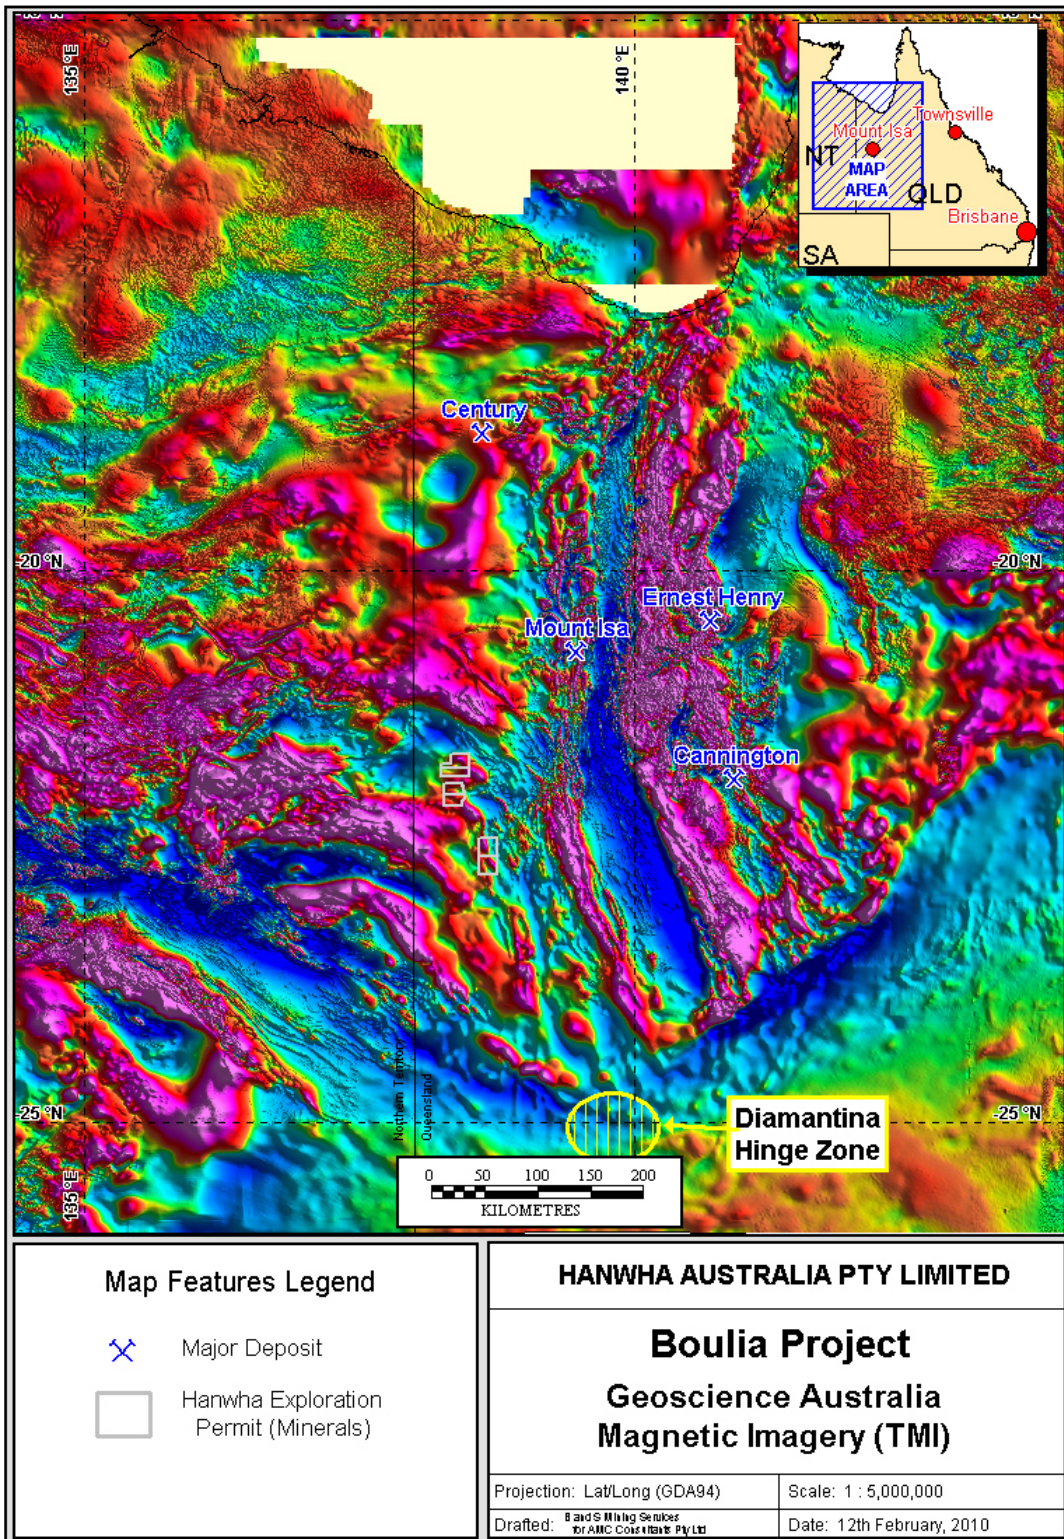 135 °E
140 °E
Townsville
Mount Isa
NT
MAP
AREA
QLD
Brisbane
SA
Century
-20 °N
-20 °N
Ernest Henry
Mount Isa
Cannington
Northern Territory
Queensland
-25 °N
-25 °N
Diamantina
Hinge Zone
135 °E
0 50 100 150 200
KILOMETRES
Map Features Legend
Major Deposit
Hanwha Exploration
Permit (Minerals)
HANWHA AUSTRALIA PTY LIMITED
Boulia Project
Geoscience Australia
Magnetic Imagery (TMI)
Projection: Lat/Long (GDA94)
Scale: 1 : 5,000,000
Drafted: B and S Mining Services
for AMC Consultants Pty Ltd
Date: 12th February, 2010